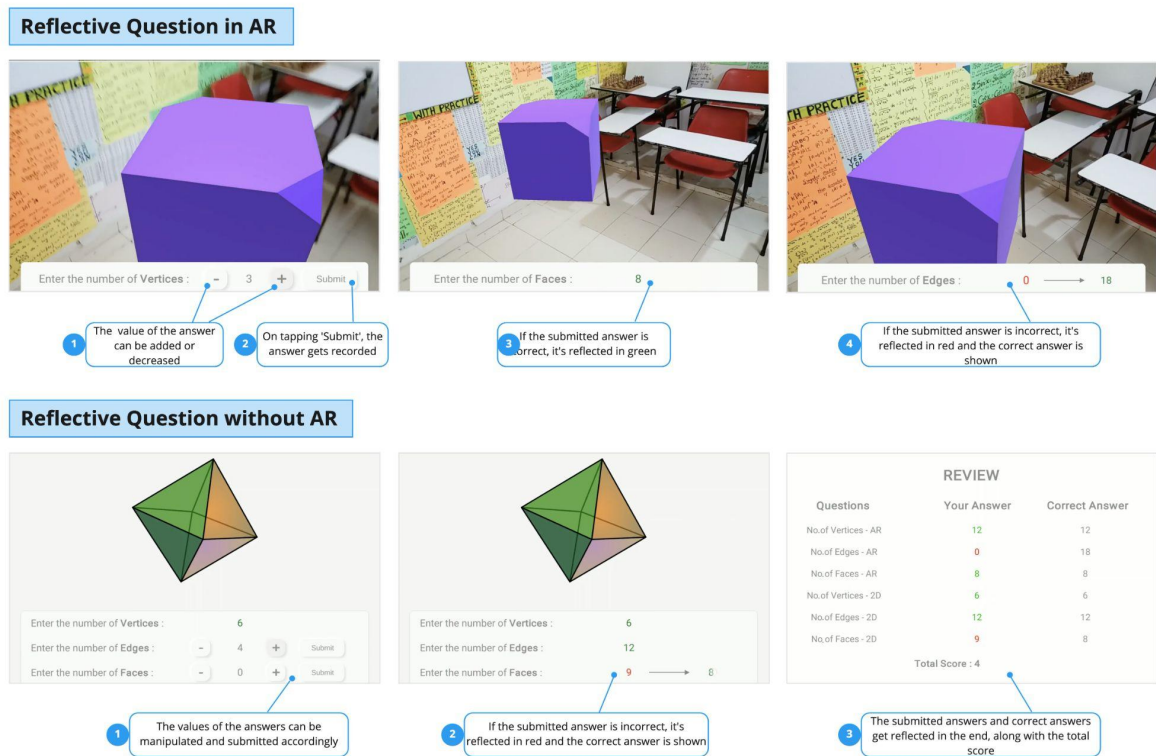 Reflective Question in AR
H PRACTICE
WITH PRACTICE
WITH PRACTICE
YES
Enter the number of Vertices : - 3 + Submit
Enter the number of Faces : 8
Enter the number of Edges : 0 → 18
1 The value of the answer
can be added or
decreased
2 On tapping 'Submit', the
answer gets recorded
3 If the submitted answer is
correct, it's reflected in green
4 If the submitted answer is incorrect, it's
reflected in red and the correct answer is
shown
Reflective Question without AR
Enter the number of Vertices : 6
Enter the number of Edges : - 4 + Submit
Enter the number of Faces : - 0 + Submit
Enter the number of Vertices : 6
Enter the number of Edges : 12
Enter the number of Faces : 9 → 8
REVIEW
Questions Your Answer Correct Answer
No.of Vertices - AR 12 12
No.of Edges - AR 0 18
No.of Faces - AR 8 8
No.of Vertices - 2D 6 6
No.of Edges - 2D 12 12
No,of Faces - 2D 9 8
Total Score : 4
1 The values of the answers can be
manipulated and submitted accordingly
2 If the submitted answer is incorrect, it's
reflected in red and the correct answer is shown
3 The submitted answers and correct answers
get reflected in the end, along with the total
score